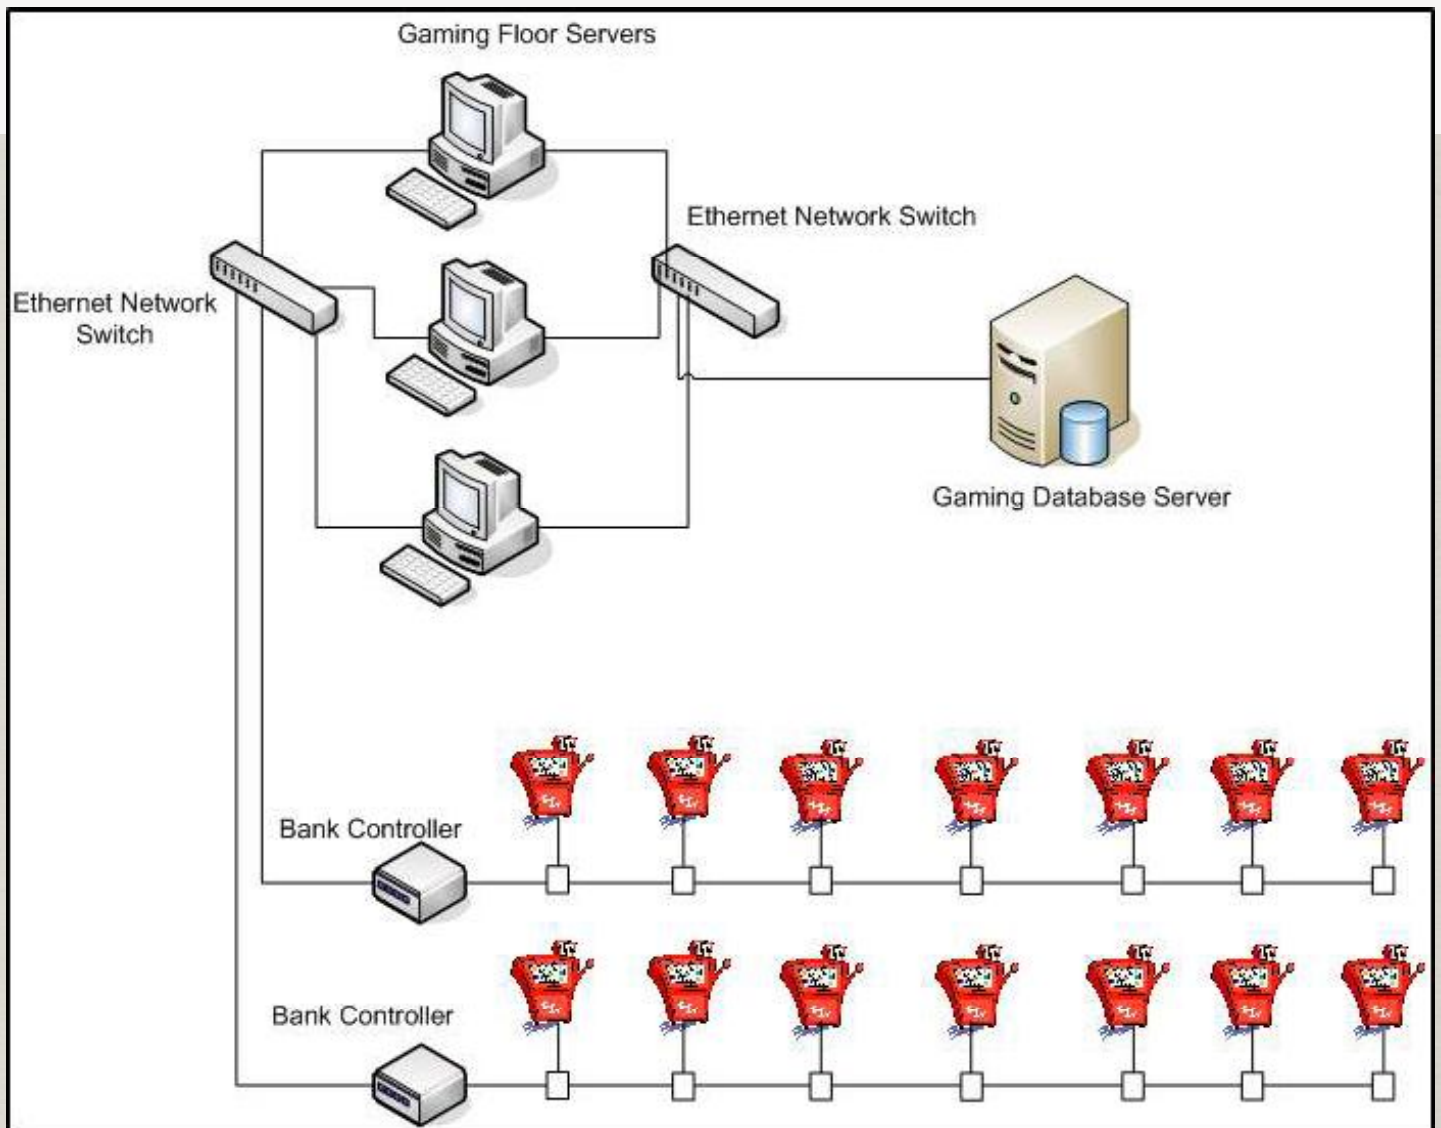 Gaming Floor Servers
Ethernet Network Switch
Ethernet Network
Switch
Gaming Database Server
Bank Controller
Bank Controller